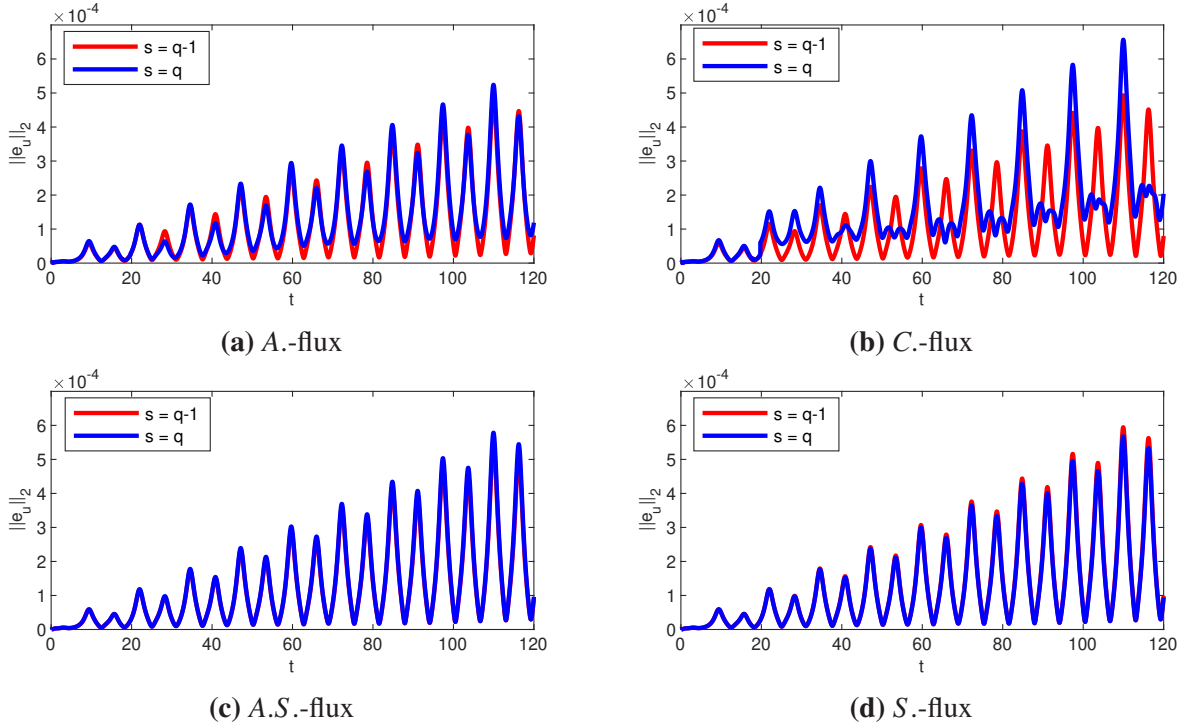 ×10⁻⁴
s = q-1
s = q
||e_u||_2
6
5
4
3
2
1
0
0 20 40 60 80 100 120
t
(a) A.-flux
×10⁻⁴
s = q-1
s = q
||e_u||_2
6
5
4
3
2
1
0
0 20 40 60 80 100 120
t
(b) C.-flux
×10⁻⁴
s = q-1
s = q
||e_u||_2
6
5
4
3
2
1
0
0 20 40 60 80 100 120
t
(c) A.S.-flux
×10⁻⁴
s = q-1
s = q
||e_u||_2
6
5
4
3
2
1
0
0 20 40 60 80 100 120
t
(d) S.-flux